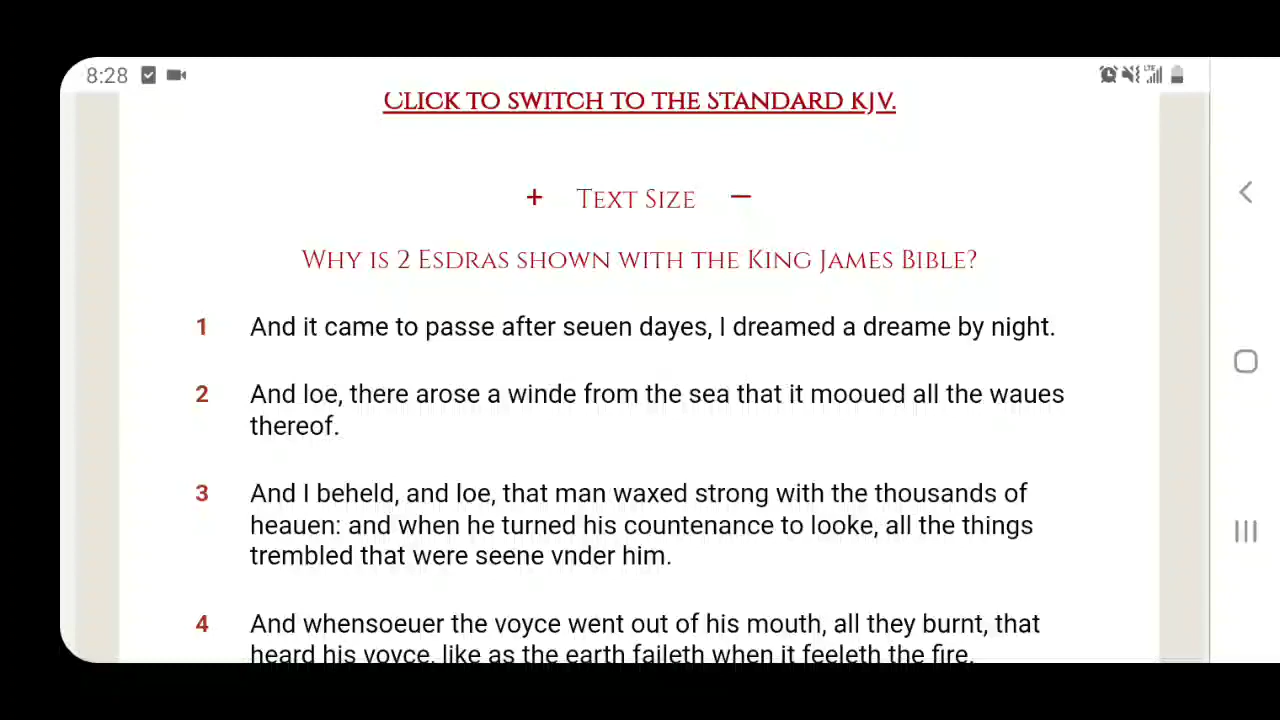 8:28
LTE
CLICK TO SWITCH TO THE STANDARD KJV.
+ TEXT SIZE −
WHY IS 2 ESDRAS SHOWN WITH THE KING JAMES BIBLE?
1 And it came to passe after seuen dayes, I dreamed a dreame by night.
2 And loe, there arose a winde from the sea that it mooued all the waues
thereof.
3 And I beheld, and loe, that man waxed strong with the thousands of
heauen: and when he turned his countenance to looke, all the things
trembled that were seene vnder him.
4 And whensoeuer the voyce went out of his mouth, all they burnt, that
heard his voyce, like as the earth faileth when it feeleth the fire.